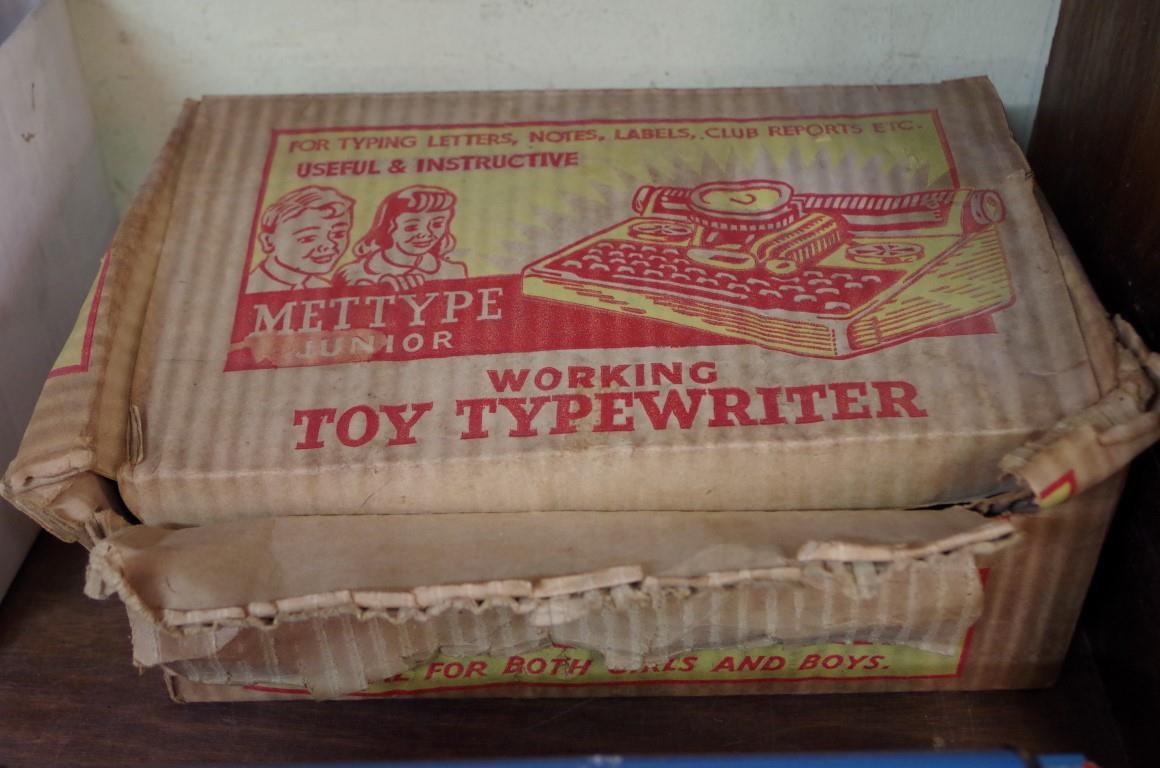 FOR TYPING LETTERS, NOTES, LABELS, CLUB REPORTS ETC.
USEFUL & INSTRUCTIVE
METTYPE
JUNIOR
WORKING
TOY TYPEWRITER
FOR BOTH GIRLS AND BOYS.